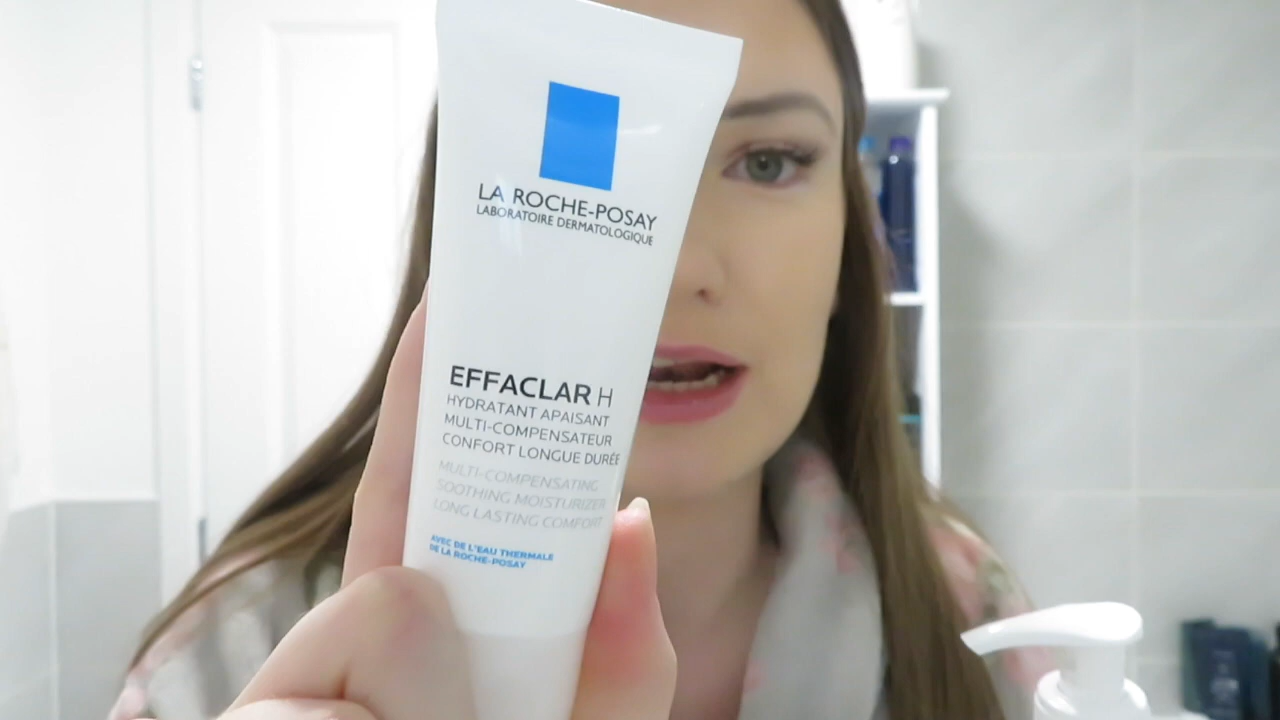 LA ROCHE-POSAY
LABORATOIRE DERMATOLOGIQUE
EFFACLAR H
HYDRATANT APAISANT
MULTI-COMPENSATEUR
CONFORT LONGUE DURÉE
MULTI-COMPENSATING
SOOTHING MOISTURIZER
LONG LASTING COMFORT
AVEC DE L'EAU THERMALE
DE LA ROCHE-POSAY